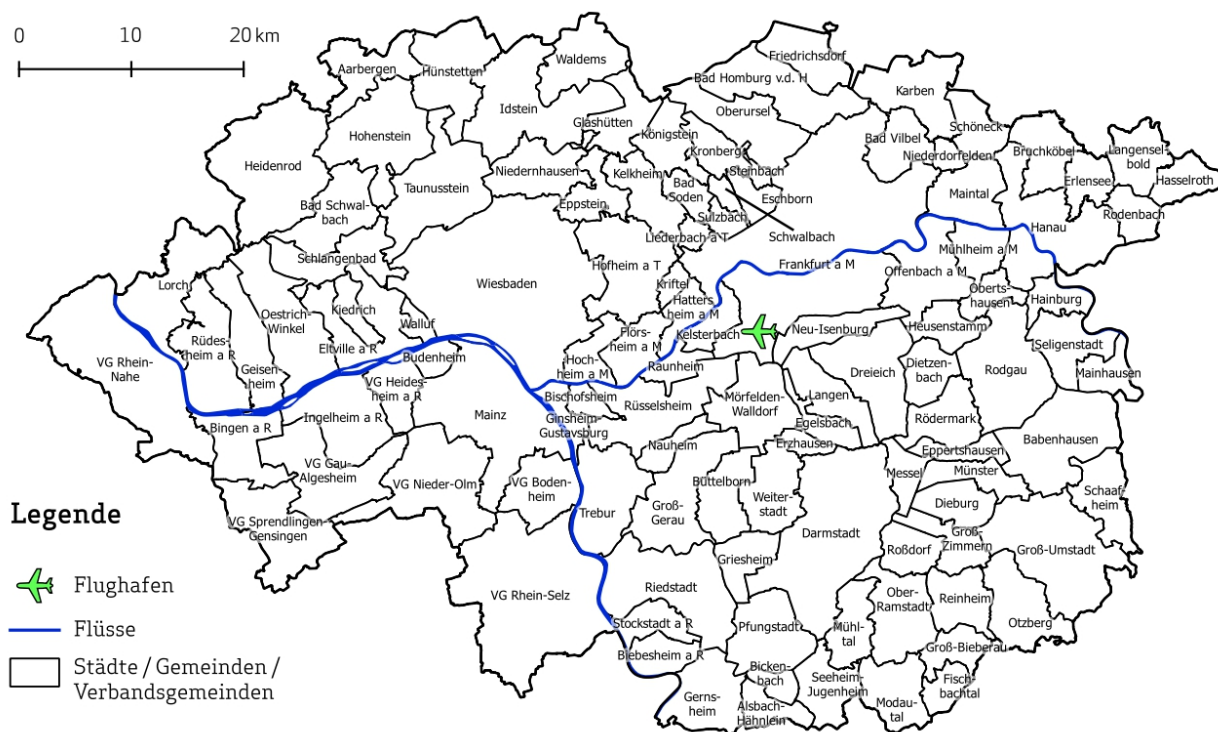 0
10
20 km
Friedrichsdorf
Waldems
Aarbergen
Hünstetten
Bad Homburg v.d. H
Karben
Idstein
Oberursel
Glashütten
Schöneck
Hohenstein
Königstein
Bad Vilbel
Kronberg
Niederdorfelden
Bruchköbel
Langensel-
bold
Heidenrod
Niedernhausen
Kelkheim
Steinbach
Erlensee
Hasselroth
Taunusstein
Bad
Soden
Maintal
Bad Schwal-
bach
Eppstein
Eschborn
Sulzbach
Rodenbach
Hanau
Liederbach a T
Schwalbach
Mühlheim a M
Schlangenbad
Hofheim a T
Frankfurt a M
Offenbach a M
Lorch
Wiesbaden
Kriftel
Oberts-
hausen
Hainburg
Hatters
heim a M
Oestrich-
Winkel
Kiedrich
Walluf
Flörs-
heim a M
Kelsterbach
Neu-Isenburg
Heusenstamm
Rüdes-
heim a R
Eltville a R
Budenheim
Seligenstadt
VG Rhein-
Nahe
Geisen
heim
Hoch-
heim a M
Raunheim
Dreieich
Dietzen-
bach
Rodgau
Mainhausen
VG Heides-
heim a R
Bischofsheim
Rüsselsheim
Mörfelden-
Walldorf
Langen
Ingelheim a R
Mainz
Ginsheim-
Gustavsburg
Egelsbach
Rödermark
Bingen a R
Nauheim
Erzhausen
Eppertshausen
Babenhausen
VG Gau-
Algesheim
VG Nieder-Olm
VG Boden-
heim
Büttelborn
Weiter-
stadt
Messel
Münster
Schaaf-
heim
Groß-
Gerau
Dieburg
Legende
VG Sprendlingen-
Gensingen
Trebur
Darmstadt
Groß-
Zimmern
Roßdorf
Groß-Umstadt
Griesheim
Flughafen
VG Rhein-Selz
Riedstadt
Ober-
Ramstadt
Reinheim
Flüsse
Stockstadt a R
Pfungstadt
Mühl-
tal
Otzberg
Biebesheim a R
Groß-Bieberau
Städte / Gemeinden /
Verbandsgemeinden
Bicken-
bach
Seeheim-
Jugenheim
Fisch-
bachtal
Gerns-
heim
Alsbach-
Hähnlein
Modau-
tal